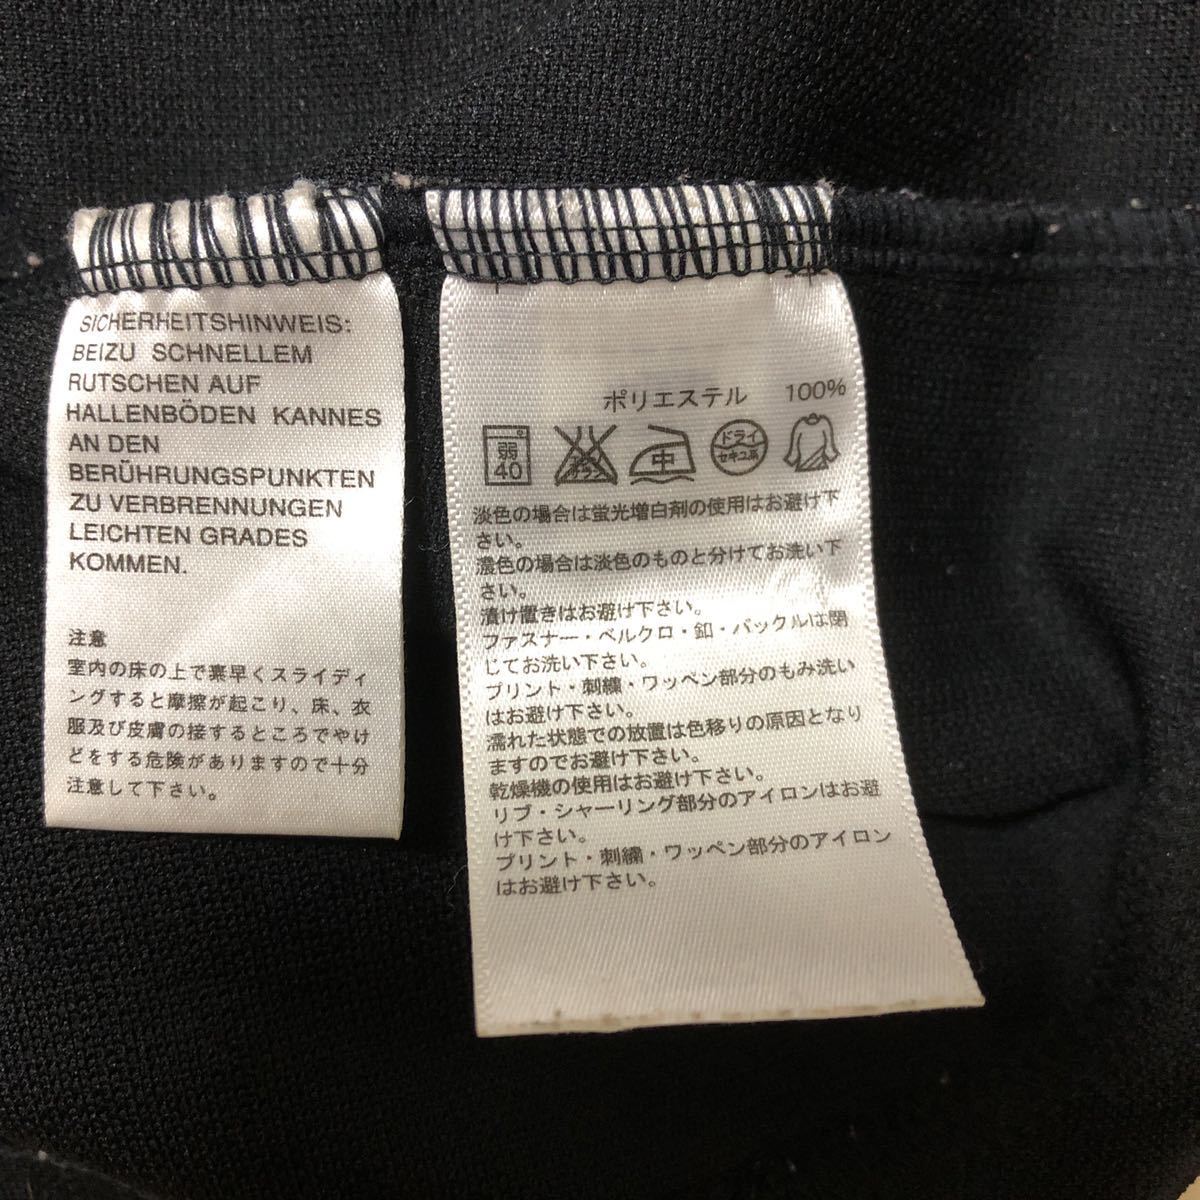 SICHERHEITSHINWEIS:
BEIZU SCHNELLEM
RUTSCHEN AUF
HALLENBÖDEN KANNES
AN DEN
BERÜHRUNGSPUNKTEN
ZU VERBRENNUNGEN
LEICHTEN GRADES
KOMMEN.
注意
室内の床の上で素早くスライディ
ングすると摩擦が起こり、床、衣
服及び皮膚の接するところでやけ
どをする危険がありますので十分
注意して下さい。
ポリエステル 100%
弱
40
中
ドライ
セキユ系
淡色の場合は蛍光増白剤の使用はお避け下
さい。
濃色の場合は淡色のものと分けてお洗い下
さい。
漬け置きはお避け下さい。
ファスナー・ベルクロ・釦・バックルは閉
じてお洗い下さい。
プリント・刺繍・ワッペン部分のもみ洗い
はお避け下さい。
濡れた状態での放置は色移りの原因となり
ますのでお避け下さい。
乾燥機の使用はお避け下さい。
リブ・シャーリング部分のアイロンはお避
け下さい。
プリント・刺繍・ワッペン部分のアイロン
はお避け下さい。